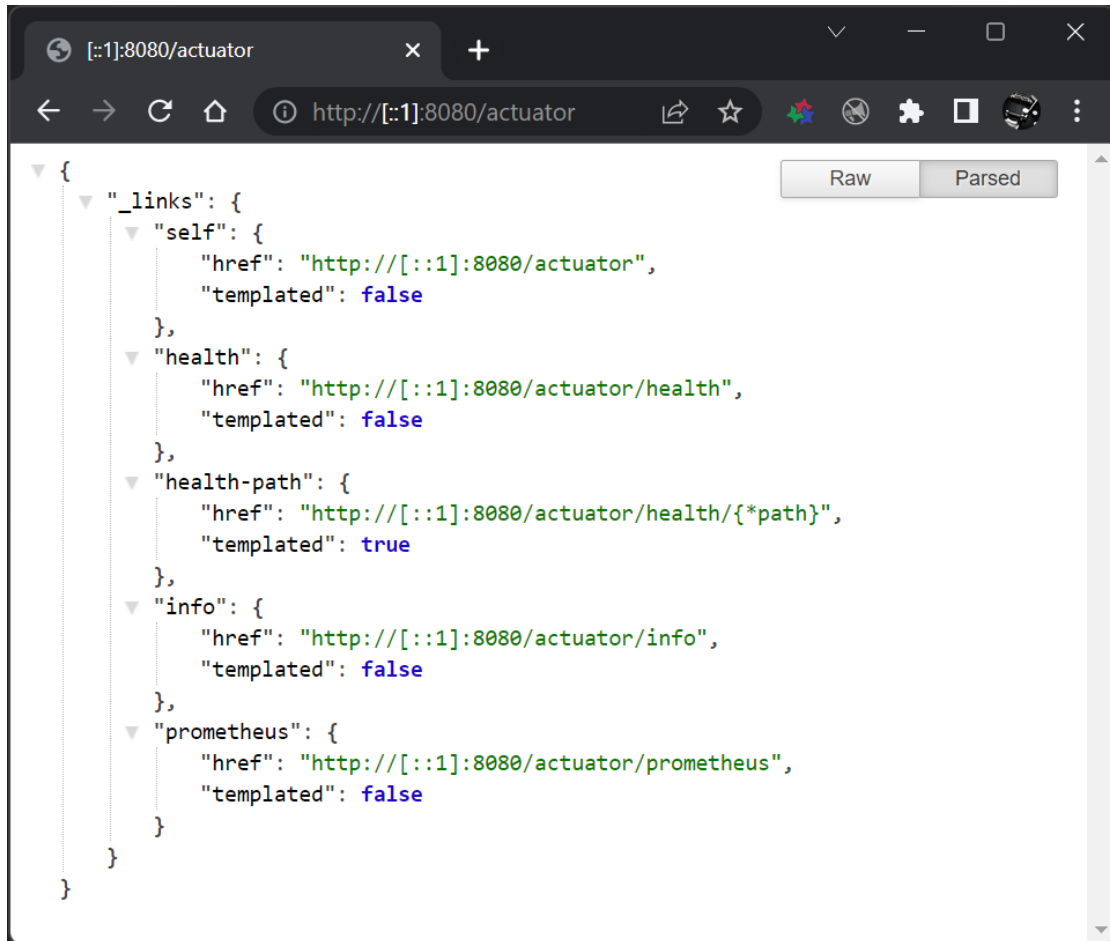 [::1]:8080/actuator
http://[::1]:8080/actuator
Raw Parsed
{
"_links": {
"self": {
"href": "http://[::1]:8080/actuator",
"templated": false
},
"health": {
"href": "http://[::1]:8080/actuator/health",
"templated": false
},
"health-path": {
"href": "http://[::1]:8080/actuator/health/{*path}",
"templated": true
},
"info": {
"href": "http://[::1]:8080/actuator/info",
"templated": false
},
"prometheus": {
"href": "http://[::1]:8080/actuator/prometheus",
"templated": false
}
}
}